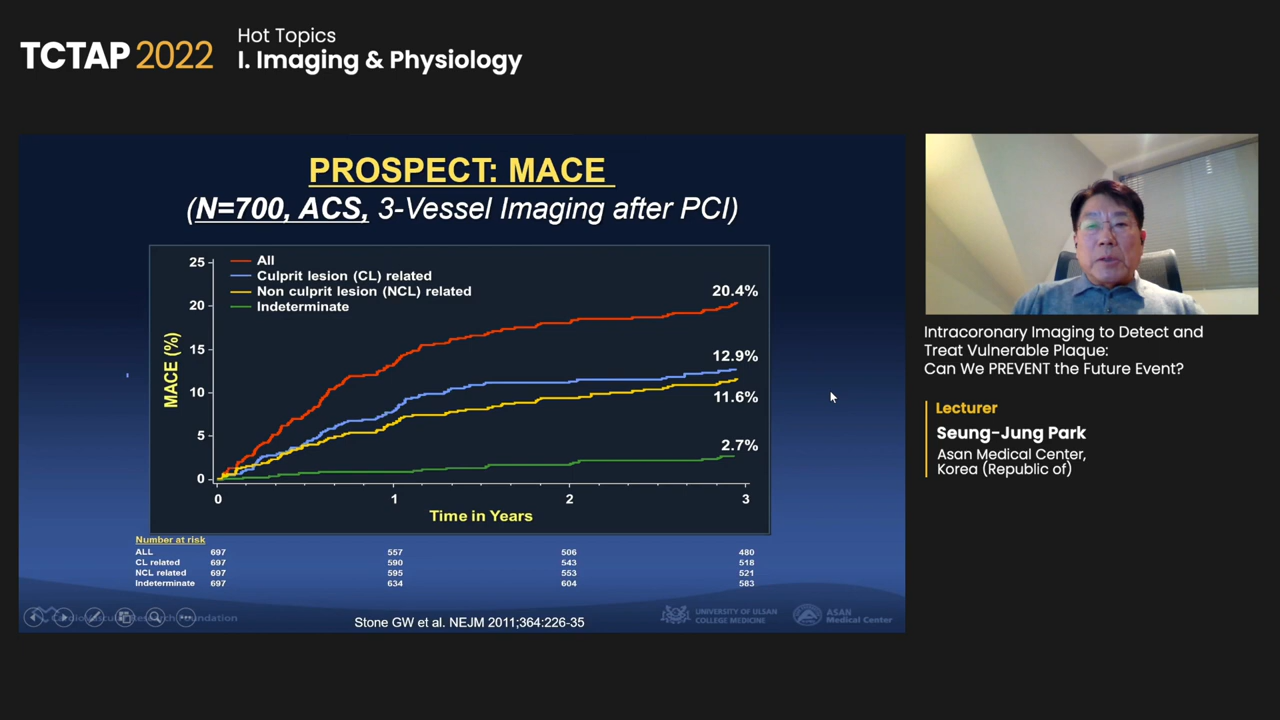 TCTAP 2022
Hot Topics
I. Imaging & Physiology
PROSPECT: MACE
(N=700, ACS, 3-Vessel Imaging after PCI)
All
Culprit lesion (CL) related
Non culprit lesion (NCL) related
Indeterminate
MACE (%)
25
20
15
10
5
0
20.4%
12.9%
11.6%
2.7%
0 1 2 3
Time in Years
Number at risk
ALL 697 557 506 480
CL related 697 590 543 518
NCL related 697 595 553 521
Indeterminate 697 634 604 583
Cardiovascular Research Foundation
Stone GW et al. NEJM 2011;364:226-35
UNIVERSITY OF ULSAN
COLLEGE MEDICINE
ASAN
Medical Center
Intracoronary Imaging to Detect and
Treat Vulnerable Plaque:
Can We PREVENT the Future Event?
Lecturer
Seung-Jung Park
Asan Medical Center,
Korea (Republic of)